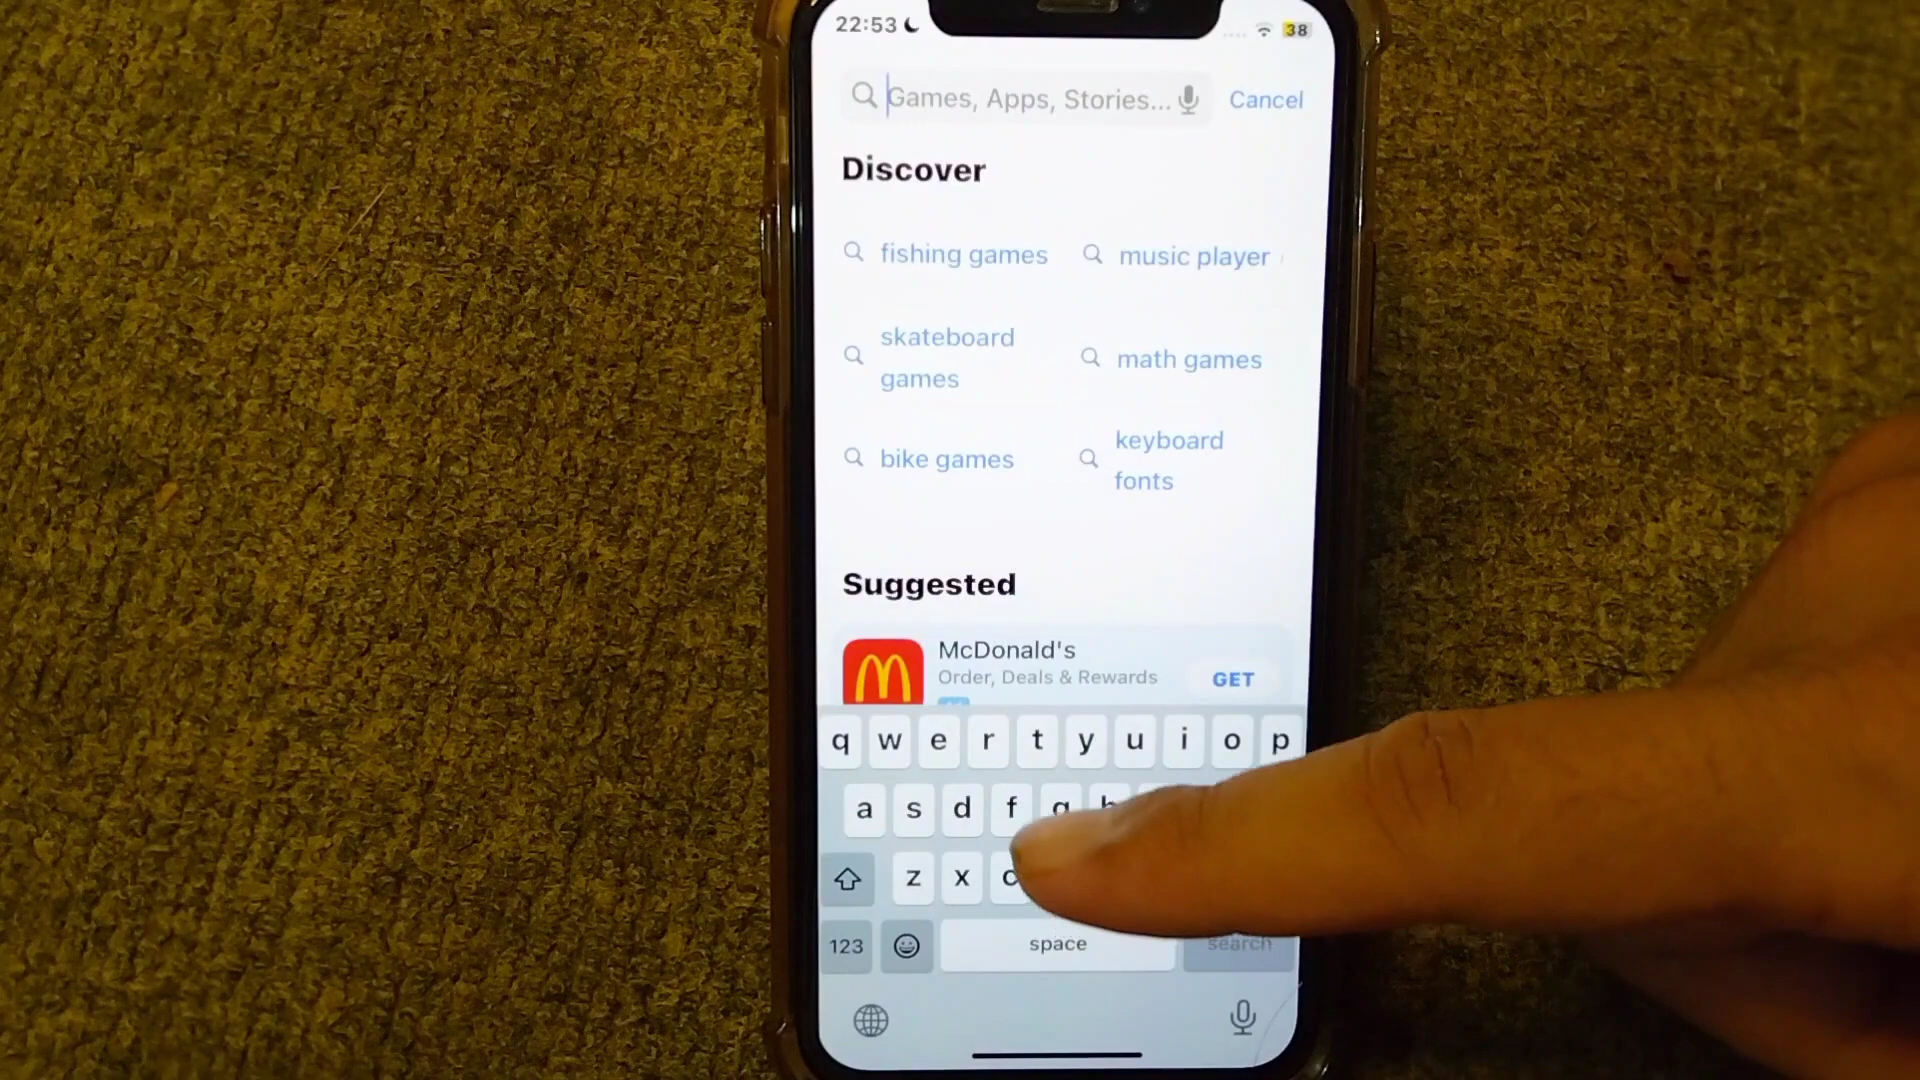 22:53
38
Games, Apps, Stories...
Cancel
Discover
fishing games
music player
skateboard
games
math games
bike games
keyboard
fonts
Suggested
McDonald's
Order, Deals & Rewards
GET
q w e r t y u i o p
a s d f g h
z x c
123
space
search